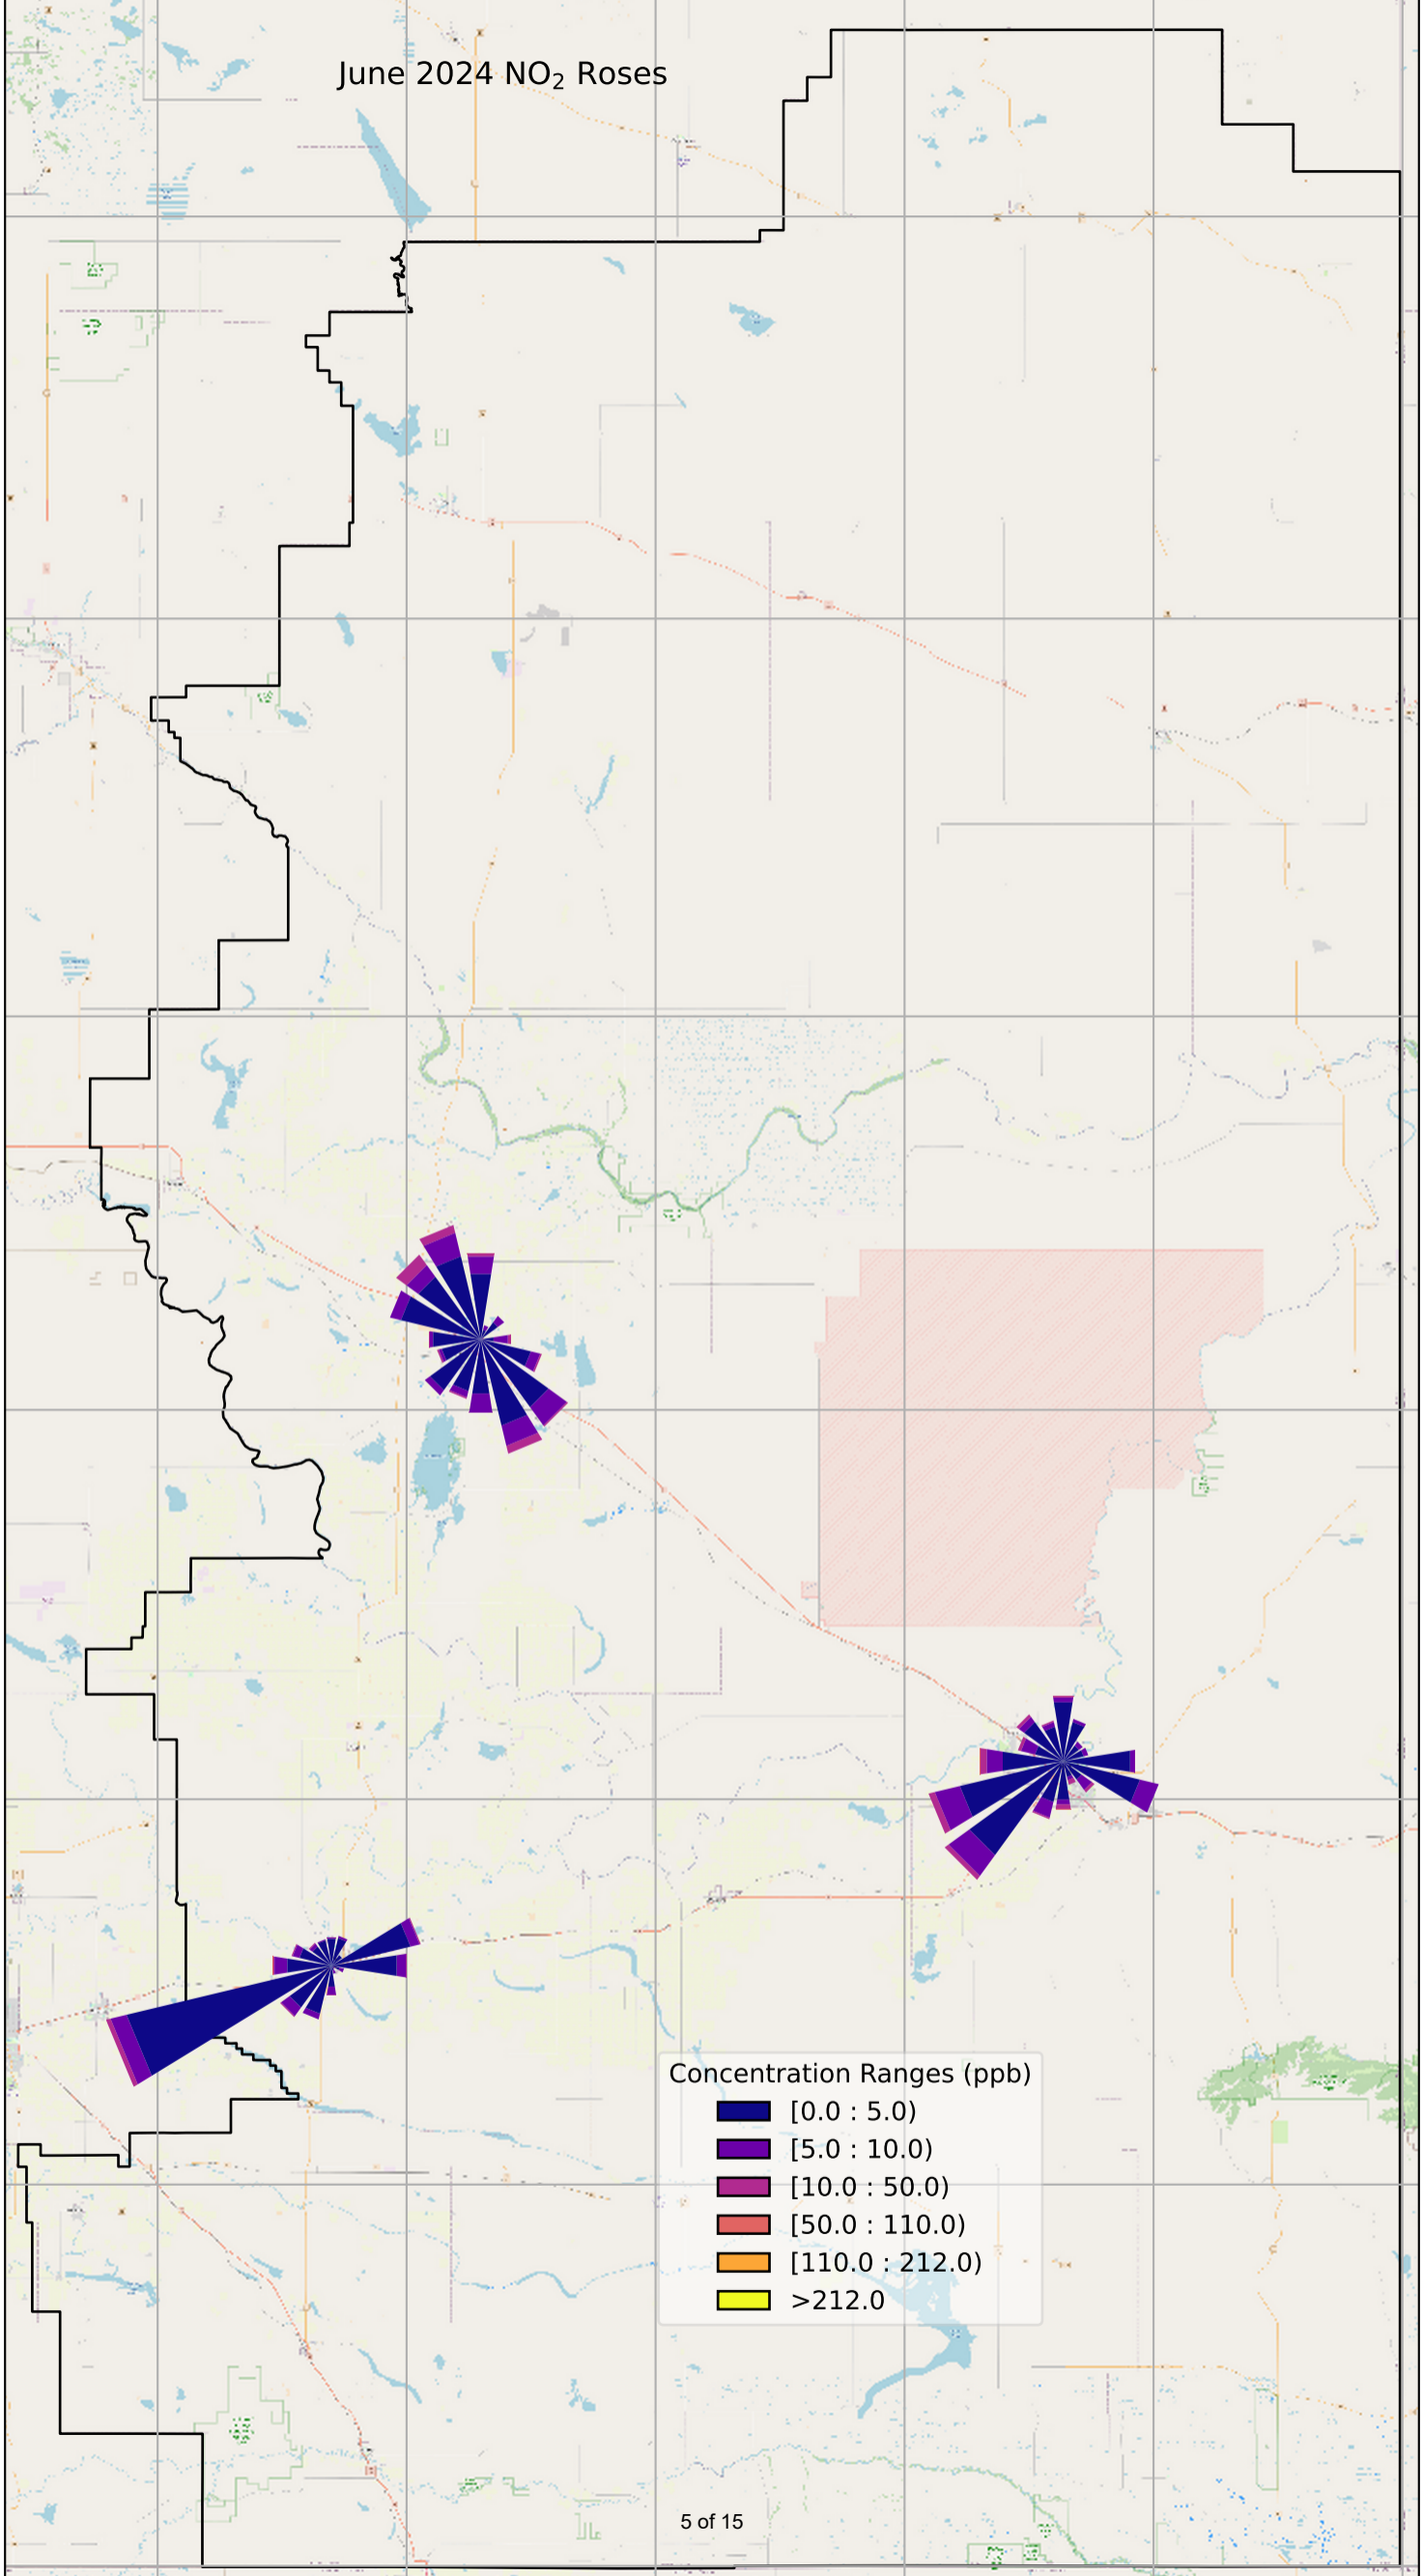 June 2024 NO₂ Roses
Concentration Ranges (ppb)
[0.0 : 5.0)
[5.0 : 10.0)
[10.0 : 50.0)
[50.0 : 110.0)
[110.0 : 212.0)
>212.0
5 of 15